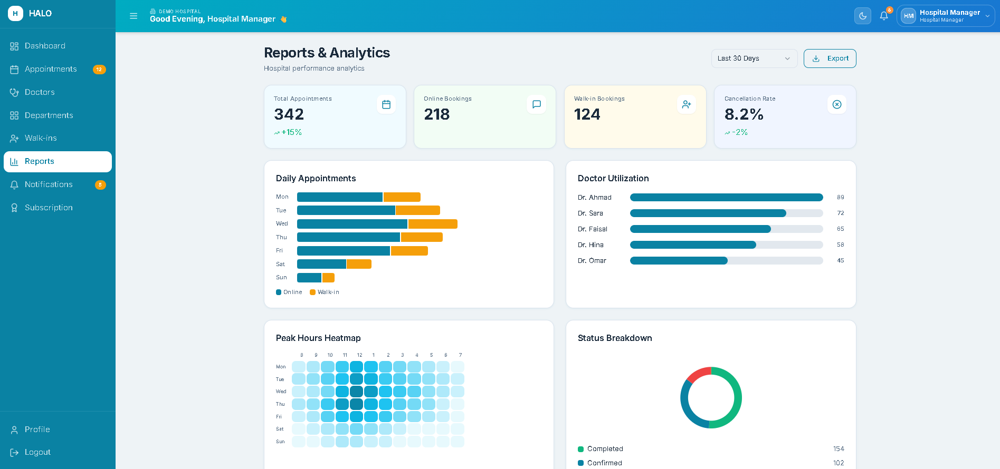 H HALO
Dashboard
Appointments 12
Doctors
Departments
Walk-ins
Reports
Notifications 5
Subscription
Profile
Logout
DEMO HOSPITAL
Good Evening, Hospital Manager 👋
5
HM
Hospital Manager
Hospital Manager
Reports & Analytics
Hospital performance analytics
Last 30 Days
Export
Total Appointments
342
+15%
Online Bookings
218
Walk-in Bookings
124
Cancellation Rate
8.2%
-2%
Daily Appointments
Mon
Tue
Wed
Thu
Fri
Sat
Sun
Online Walk-in
Doctor Utilization
Dr. Ahmad 89
Dr. Sara 72
Dr. Faisal 65
Dr. Hina 58
Dr. Omar 45
Peak Hours Heatmap
8 9 10 11 12 1 2 3 4 5 6 7
Mon
Tue
Wed
Thu
Fri
Sat
Sun
Status Breakdown
Completed 154
Confirmed 102